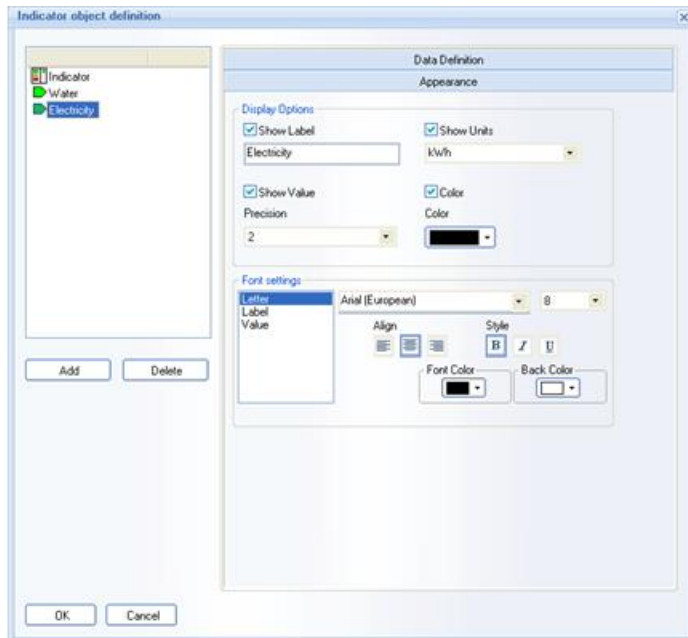 Indicator object definition
Indicator
Water
Electricity
Add
Delete
Data Definition
Appearance
Display Options
Show Label
Show Units
Electricity
kWh
Show Value
Color
Precision
Color
2
Font settings
Letter
Label
Value
Arial (European)
8
Align
Style
B I U
Font Color
Back Color
OK
Cancel